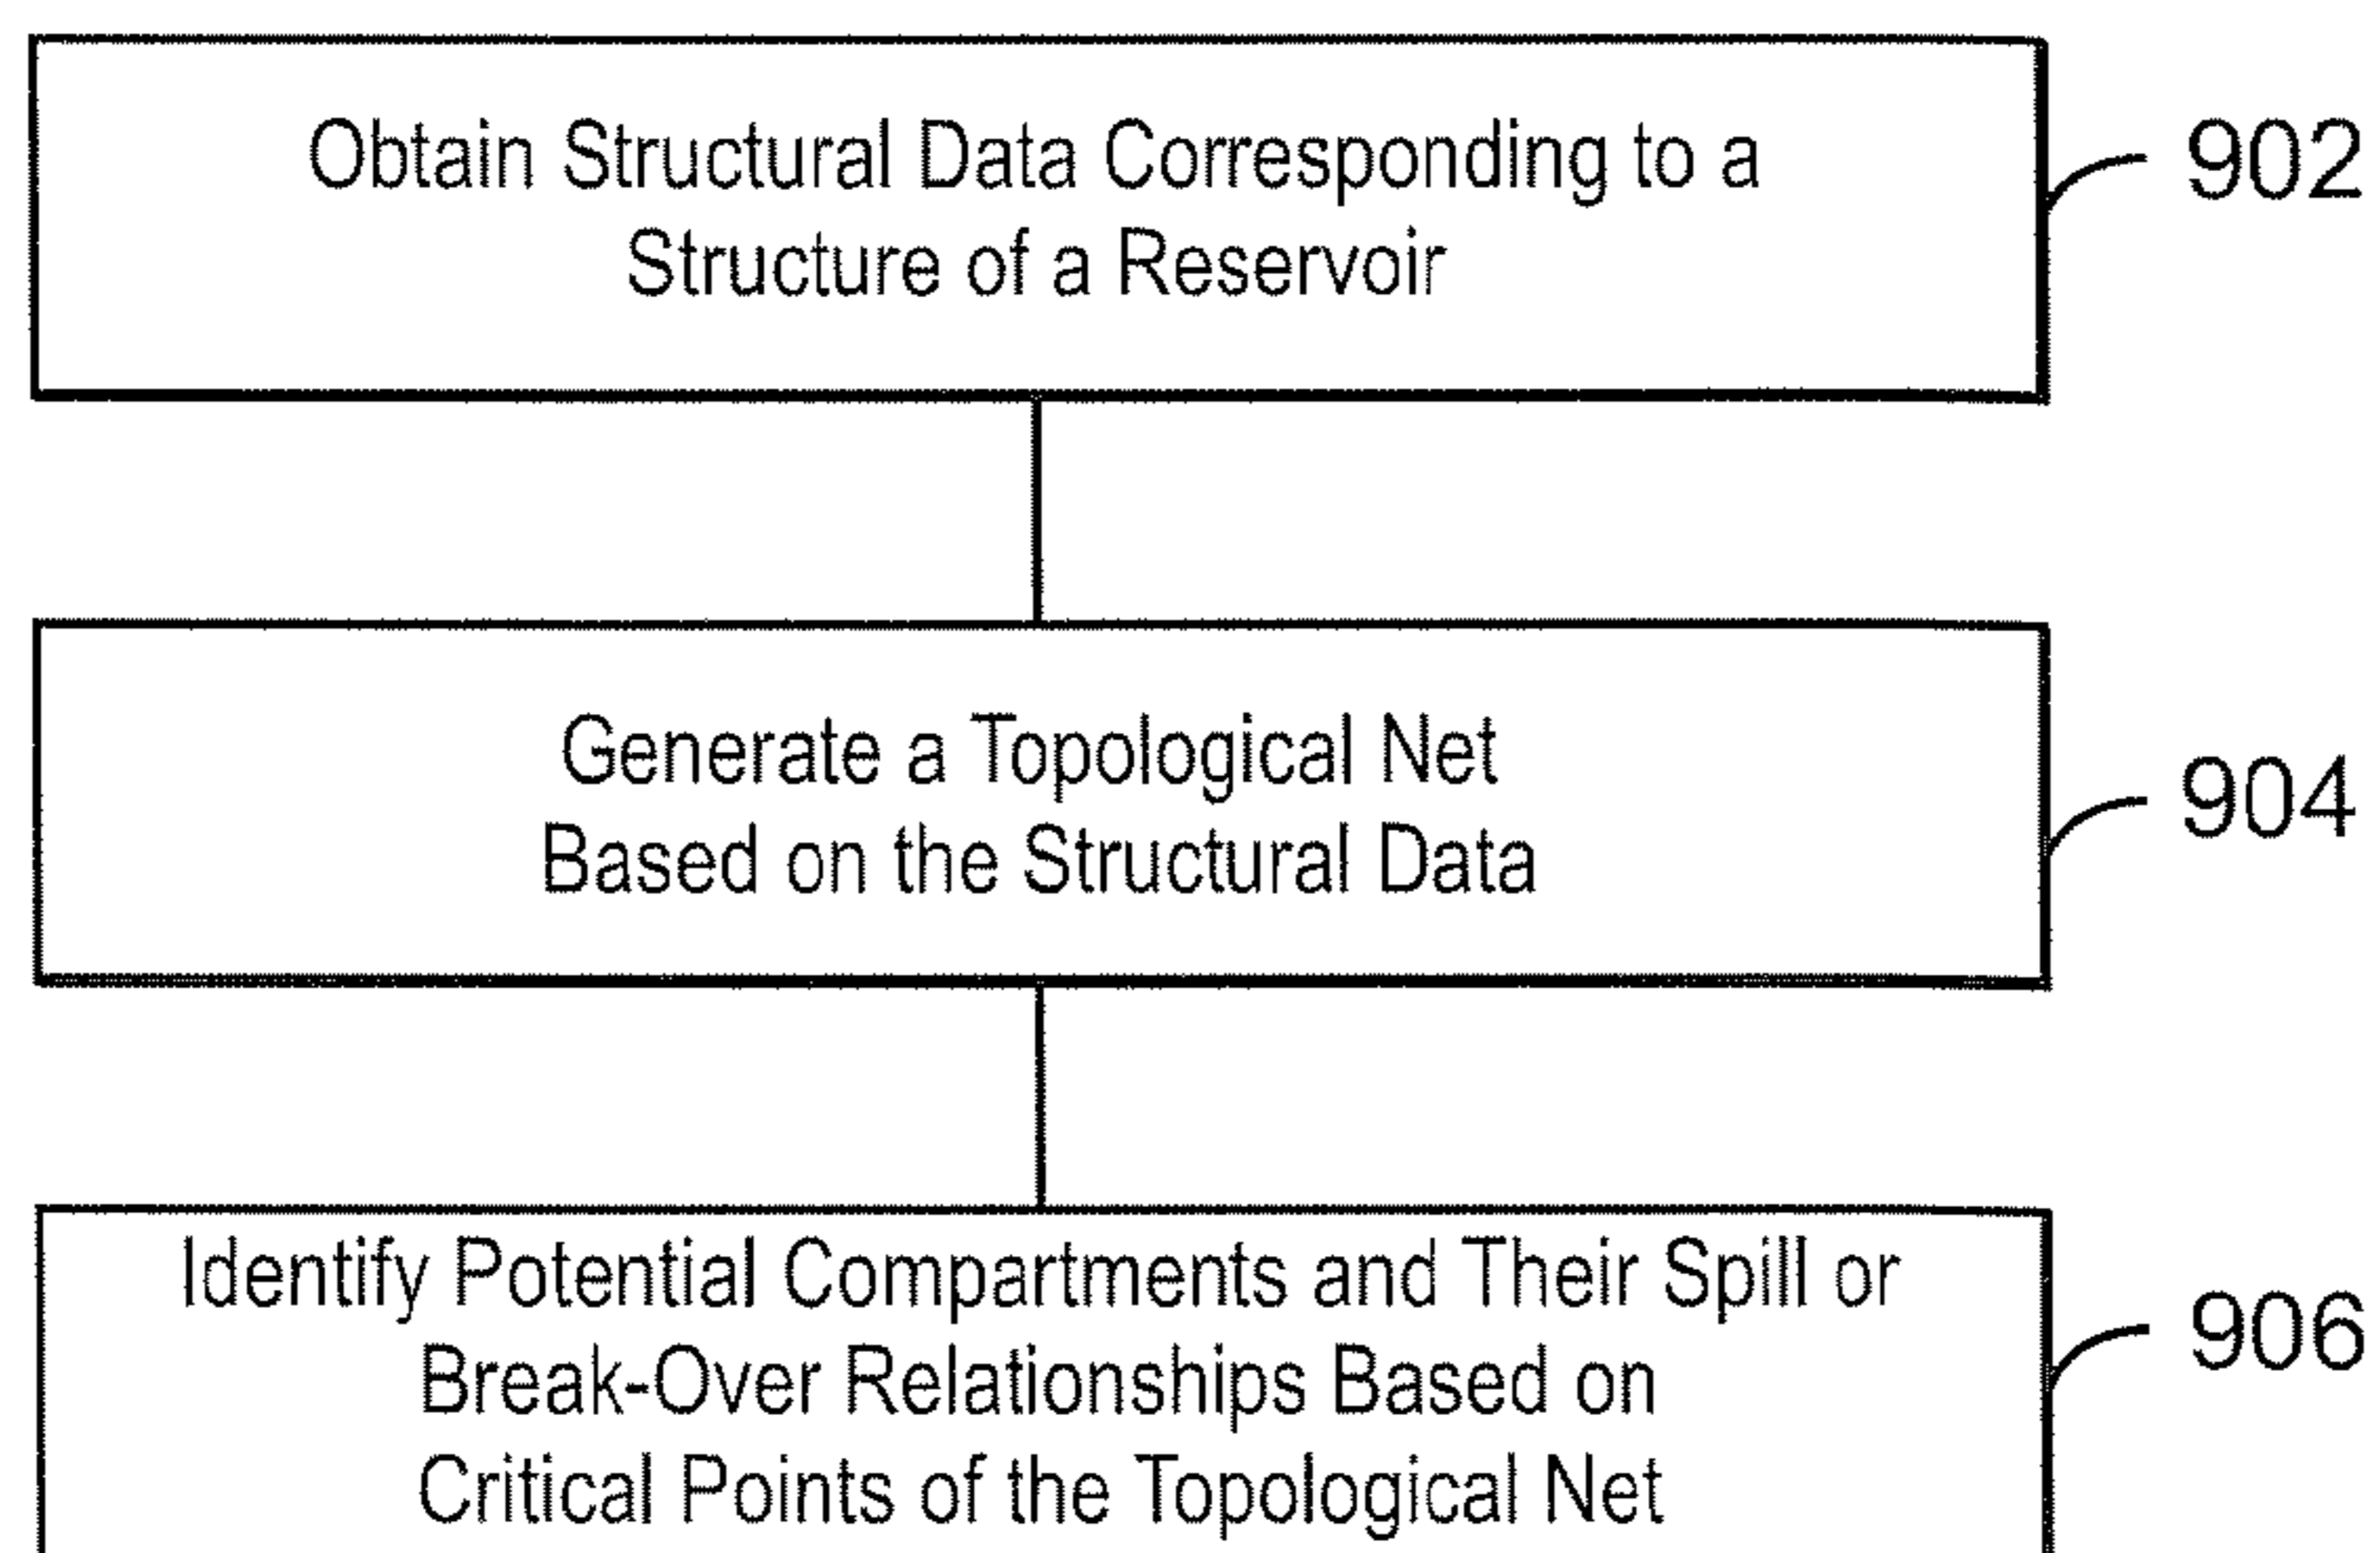 Obtain Structural Data Corresponding to a
Structure of a Reservoir
902
Generate a Topological Net
Based on the Structural Data
904
Identify Potential Compartments and Their Spill or
Break-Over Relationships Based on
Critical Points of the Topological Net
906